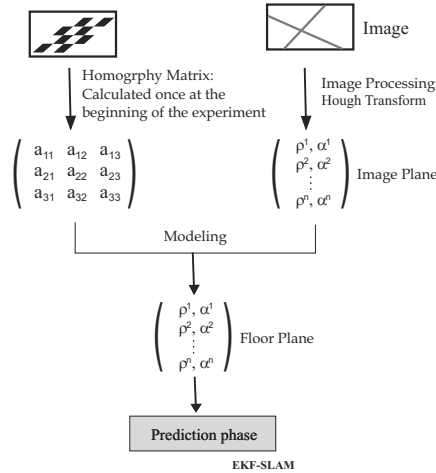 Image
Homogrphy Matrix:
Calculated once at the
beginning of the experiment
Image Processing:
Hough Transform
a11 a12 a13
a21 a22 a23
a31 a32 a33
ρ¹, α¹
ρ², α²
⋮
ρⁿ, αⁿ
Image Plane
Modeling
ρ¹, α¹
ρ², α²
⋮
ρⁿ, αⁿ
Floor Plane
Prediction phase
EKF-SLAM